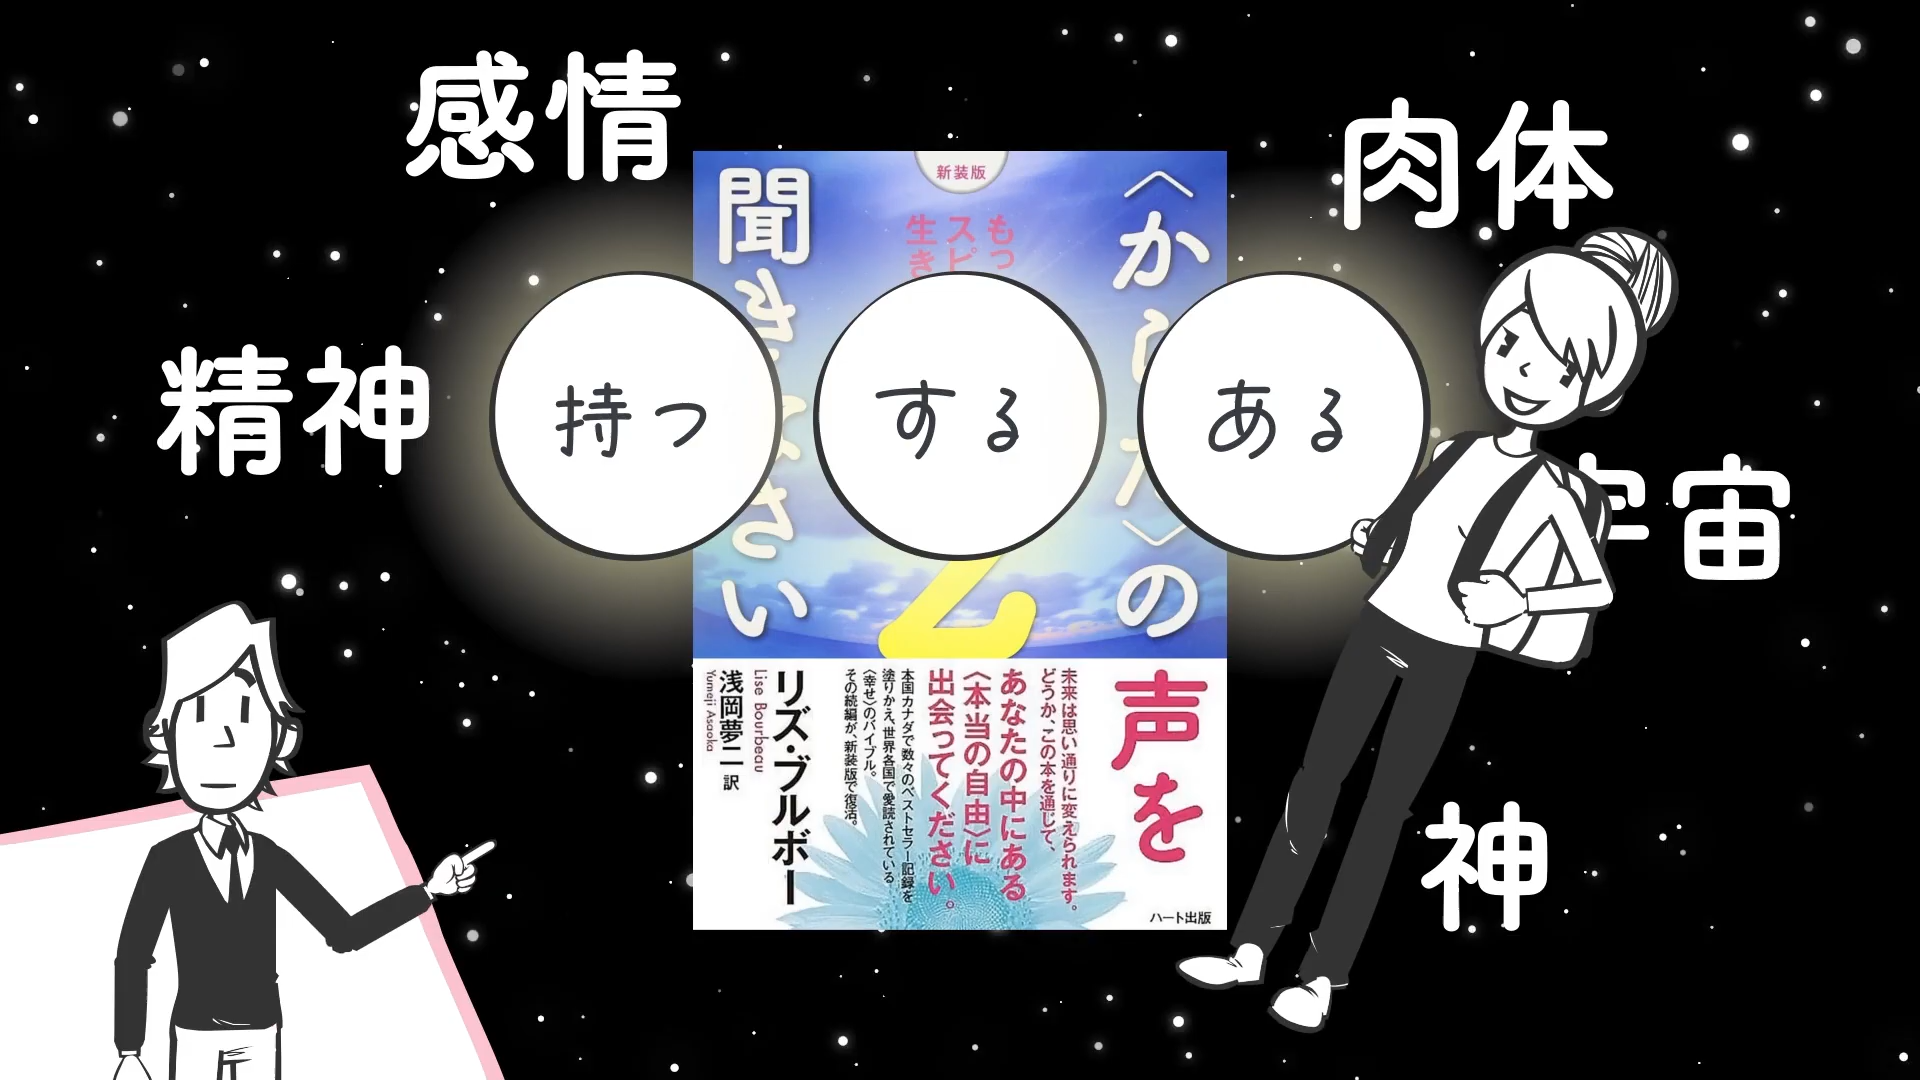 感情
肉体
精神
宇宙
神
持つ
する
ある
新装版
〈からだ〉の
声を
聞きなさい
2
もっ
スピ
生き
未来は思い通りに変えられます。
どうか、この本を通じて、
あなたの中にある
〈本当の自由〉に
出会ってください。
本国カナダで数々のベストセラー記録を
塗りかえ、世界各国で愛読されている
〈幸せ〉のバイブル。
その続編が、新装版で復活。
リズ・ブルボー
Lise Bourbeau
浅岡夢二 訳
Yumeji Asaoka
ハート出版